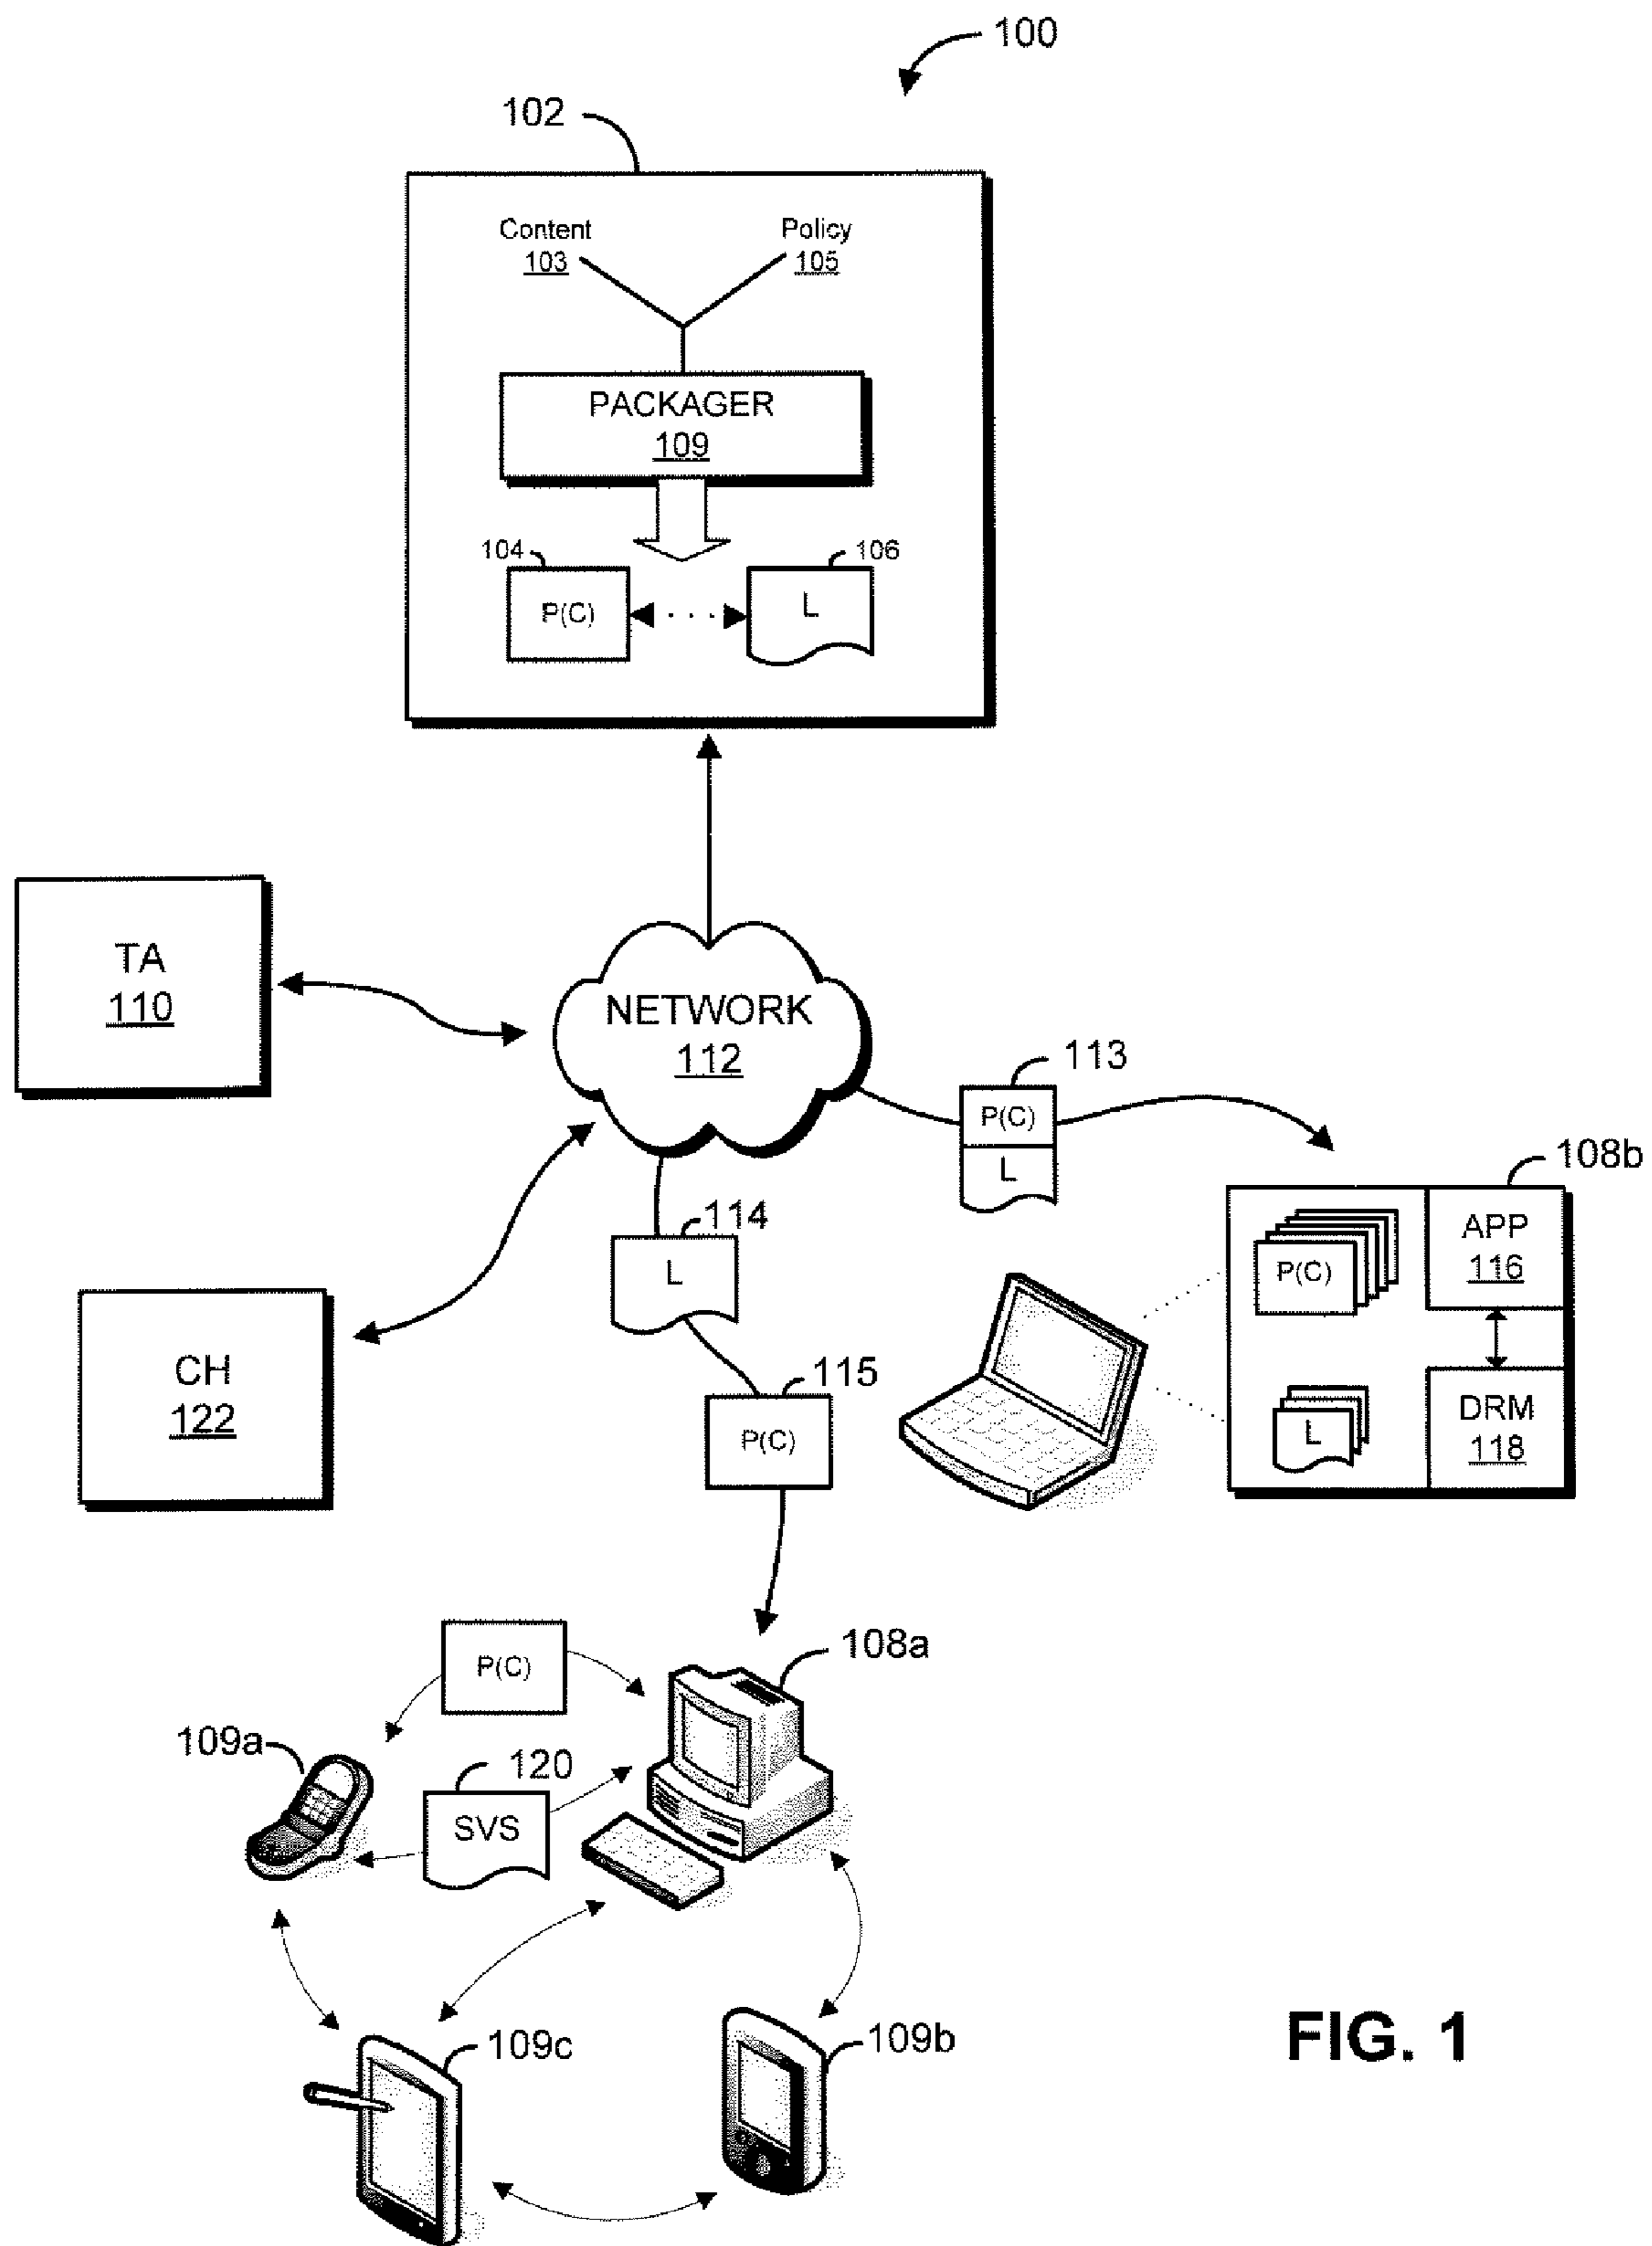 100
102
Content Policy
103 105
PACKAGER
109
104 106
P(C) L
TA
110
NETWORK
112
113
P(C)
L
108b
114
L
APP
116
P(C)
CH
122
115
P(C)
DRM
118
L
108a
P(C)
109a
120
SVS
109c
109b
FIG. 1